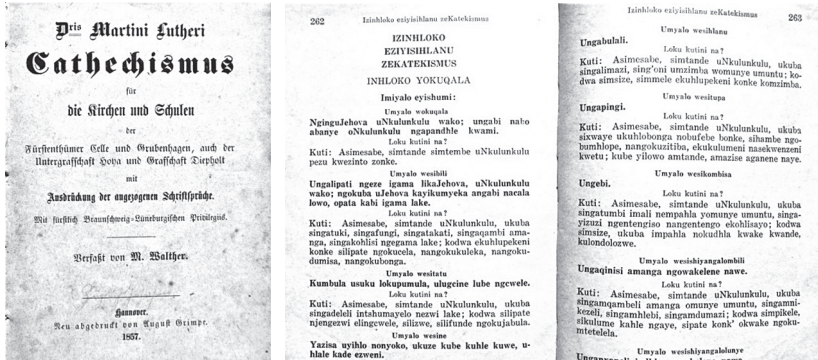 Dris Martini Lutheri
Cathechismus
für
die Kirchen und Schulen
der
Fürstenthümer Celle und Grubenhagen, auch der
Untergraffschaft Hoya und Graffschaft Diepholt
mit
Ausdrückung der angezogenen Schriftsprüche.
Mit fürstlich Braunschweig-Lüneburgischen Privilegiis.
Verfaßt von M. Walther.
Hannover.
Neu abgedruckt von August Grimpe.
1857.
262 Izinhloko eziyisihlanu zeKatekismus
IZINHLOKO
EZIYISIHLANU
ZEKATEKISMUS
INHLOKO YOKUQALA
Imiyalo eyishumi:
Umyalo wokuqala
NginguJehova uNkulunkulu wako; ungabi nabo
abanye oNkulunkulu ngapandhle kwami.
Loku kutini na?
Kuti: Asimesabe, simtande simtembe uNkulunkulu
pezu kwezinto zonke.
Umyalo wesibili
Ungalipati ngeze igama likaJehova, uNkulunkulu
wako; ngokuba uJehova kayikumyeka angabi nacala
lowo, opata kabi igama lake.
Loku kutini na?
Kuti: Asimesabe, simtande uNkulunkulu, ukuba
singatuki, singafungi, singatakati, singaqambi ama-
nga, singakohlisi ngegama lake; kodwa ekuhlupekeni
konke silipate ngokucela, nangokukuleka, nangoku-
dumisa, nangokubonga.
Umyalo wesitatu
Kumbula usuku lokupumula, ulugcine lube ngcwele.
Loku kutini na?
Kuti: Asimesabe, simtande uNkulunkulu, ukuba
singadeleli intshumayelo nezwi lake; kodwa silipate
njengezwi elingcwele, silizwe, silifunde ngokujabula.
Umyalo wesine
Yazisa uyihlo nonyoko, ukuze kube kuhle kuwe, u-
hlale kade ezweni.
Izinhloko eziyisihlanu zeKatekismus 263
Umyalo wesihlanu
Ungabulali.
Loku kutini na?
Kuti: Asimesabe, simtande uNkulunkulu, ukuba
singalimazi, sing'oni umzimba womunye umuntu; ko-
dwa simsize, simmele ekuhlupekeni konke komzimba.
Umyalo wesitupa
Ungapingi.
Loku kutini na?
Kuti: Asimesabe, simtande uNkulunkulu, ukuba
sixwaye ukuhlobonga nobufebe bonke, sihambe ngo-
bumhlope, nangokuzitiba, ekukulumeni nasekwenzeni
kwetu; kube yilowo amtande, amazise aganene naye.
Umyalo wesikombisa
Ungebi.
Loku kutini na?
Kuti: Asimesabe, simtande uNkulunkulu, ukuba
singatumbi imali nempahla yomunye umuntu, singa-
yizuzi ngentengiso nangentengo ekohlisayo; kodwa
simsize, ukuba impahla nokudhla kwake kwande,
kulondolozwe.
Umyalo wesishiyangalombili
Ungaqinisi amanga ngowakelene nawe.
Loku kutini na?
Kuti: Asimesabe, simtande uNkulunkulu, ukuba
singamqambeli amanga omunye umuntu, singamni-
kezeli, singamhlebi, singamdumazi; kodwa simpikele,
sikulume kahle ngaye, sipate konk' okwake ngoku-
mtetelela.
Umyalo wesishiyangalolunye